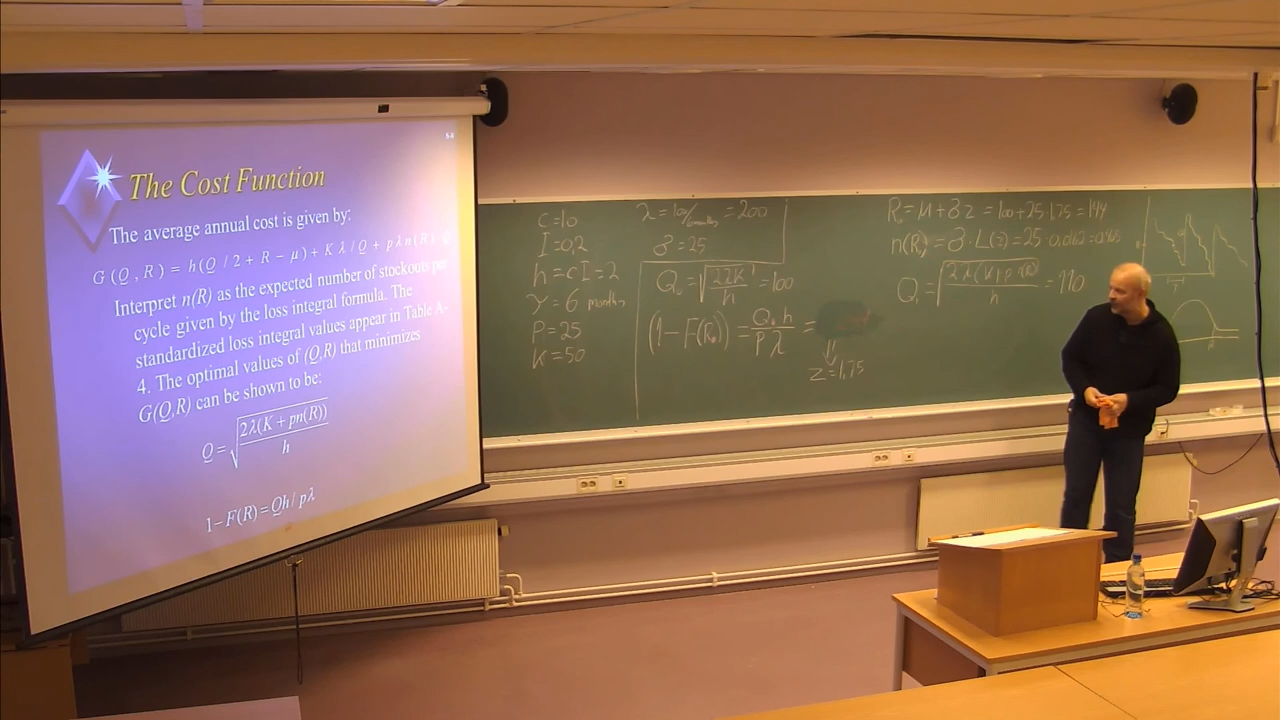 5-8
The Cost Function
The average annual cost is given by:
G(Q,R) = h(Q/2+R−μ)+Kλ/Q+pλn(R)
Interpret n(R) as the expected number of stockouts per
cycle given by the loss integral formula. The
standardized loss integral values appear in Table A-
4. The optimal values of (Q,R) that minimizes
G(Q,R) can be shown to be:
Q = √(2λ(K + pn(R))/h)
1−F(R) = Qh/pλ
C=10
I=0,2
h=cI=2
γ=6 months
P=25
K=50
=200
σ=25
Q₀=√(2λK/h)=100
(1−F(R₀))=Q₀h/pλ=
⇓
Z=1,75
R₀=μ+σz=100+25·1.75=144
n(R₀)=σ·L(z)=25·0,0162=0.405
Q₁=√(2λ(K+p n(R))/h)=110
R